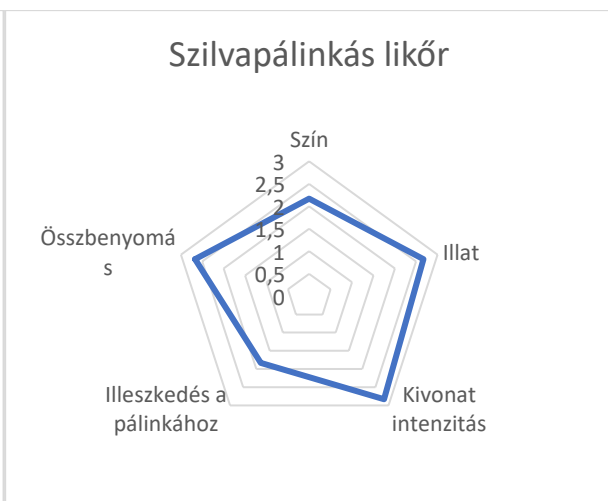 Szilvapálinkás likőr
Szín
3
2,5
2
1,5
1
0,5
0
Illat
Összbenyomá
s
Illeszkedés a
pálinkához
Kivonat
intenzitás